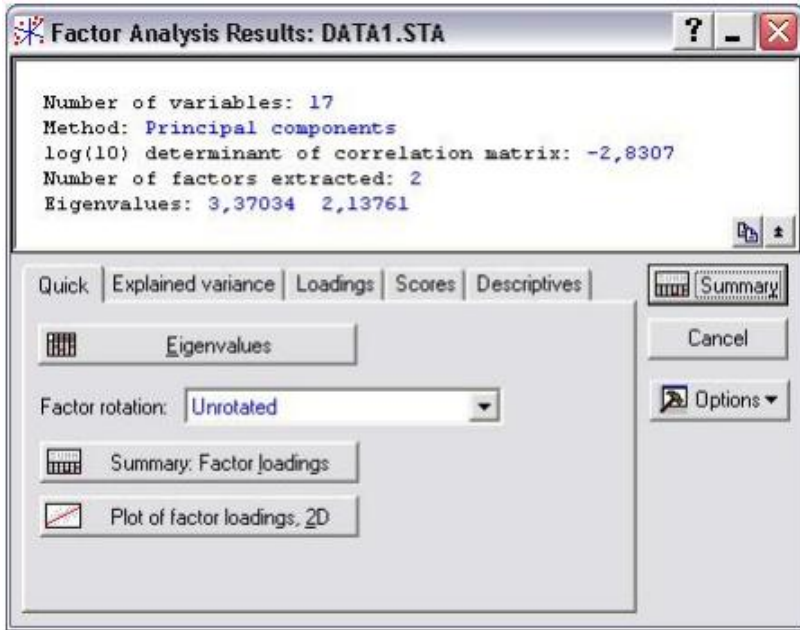 Factor Analysis Results: DATA1.STA
Number of variables: 17
Method: Principal components
log(10) determinant of correlation matrix: -2,8307
Number of factors extracted: 2
Eigenvalues: 3,37034 2,13761
Quick Explained variance Loadings Scores Descriptives
Summary
Eigenvalues
Cancel
Factor rotation: Unrotated
Options
Summary: Factor loadings
Plot of factor loadings, 2D